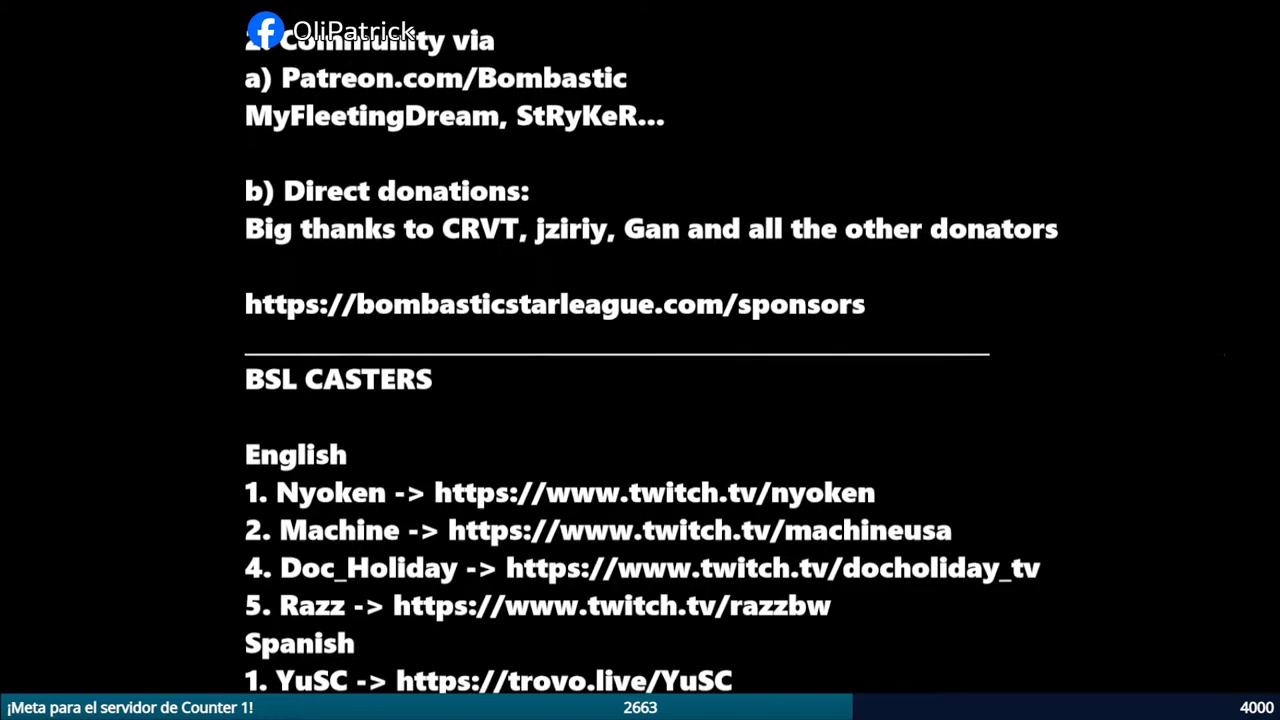 OliPatrick
2. Community via
a) Patreon.com/Bombastic
MyFleetingDream, StRyKeR...
b) Direct donations:
Big thanks to CRVT, jziriy, Gan and all the other donators
https://bombasticstarleague.com/sponsors
BSL CASTERS
English
1. Nyoken -> https://www.twitch.tv/nyoken
2. Machine -> https://www.twitch.tv/machineusa
4. Doc_Holiday -> https://www.twitch.tv/docholiday_tv
5. Razz -> https://www.twitch.tv/razzbw
Spanish
1. YuSC -> https://trovo.live/YuSC
¡Meta para el servidor de Counter 1! 2663 4000